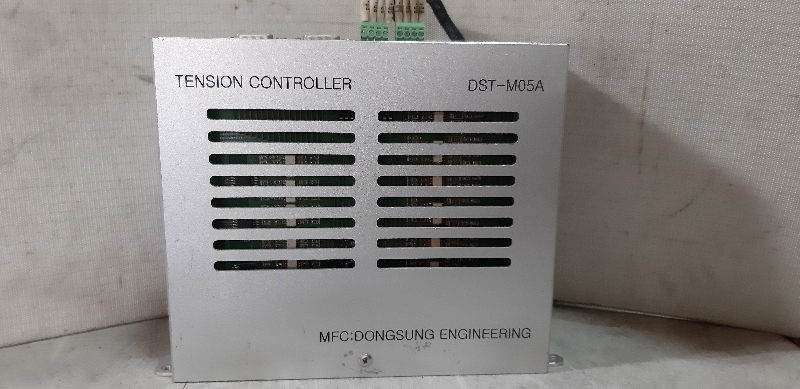 TENSION CONTROLLER DST-M05A
MFC:DONGSUNG ENGINEERING